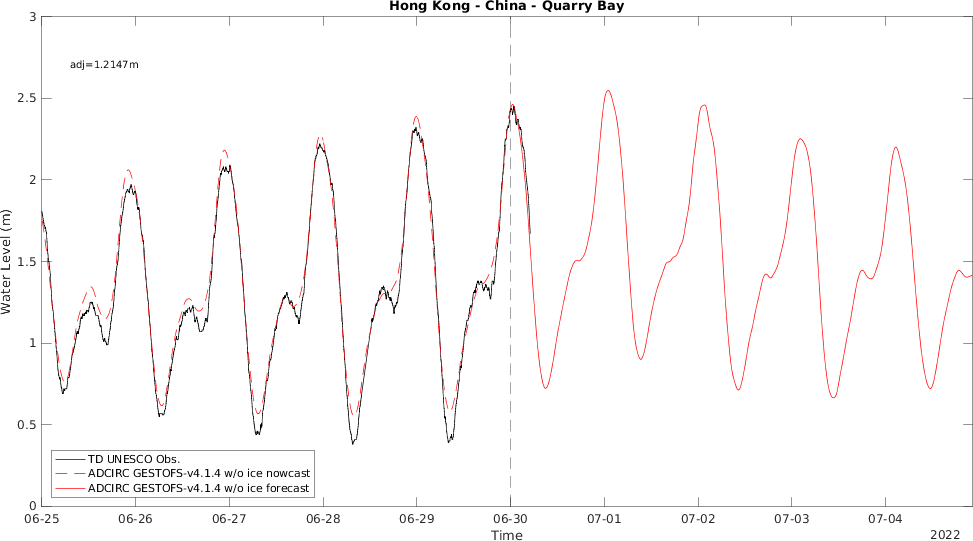 Hong Kong - China - Quarry Bay
3
adj=1.2147m
2.5
2
1.5
1
0.5
0
Water Level (m)
TD UNESCO Obs.
ADCIRC GESTOFS-v4.1.4 w/o ice nowcast
ADCIRC GESTOFS-v4.1.4 w/o ice forecast
06-25 06-26 06-27 06-28 06-29 06-30 07-01 07-02 07-03 07-04
Time
2022